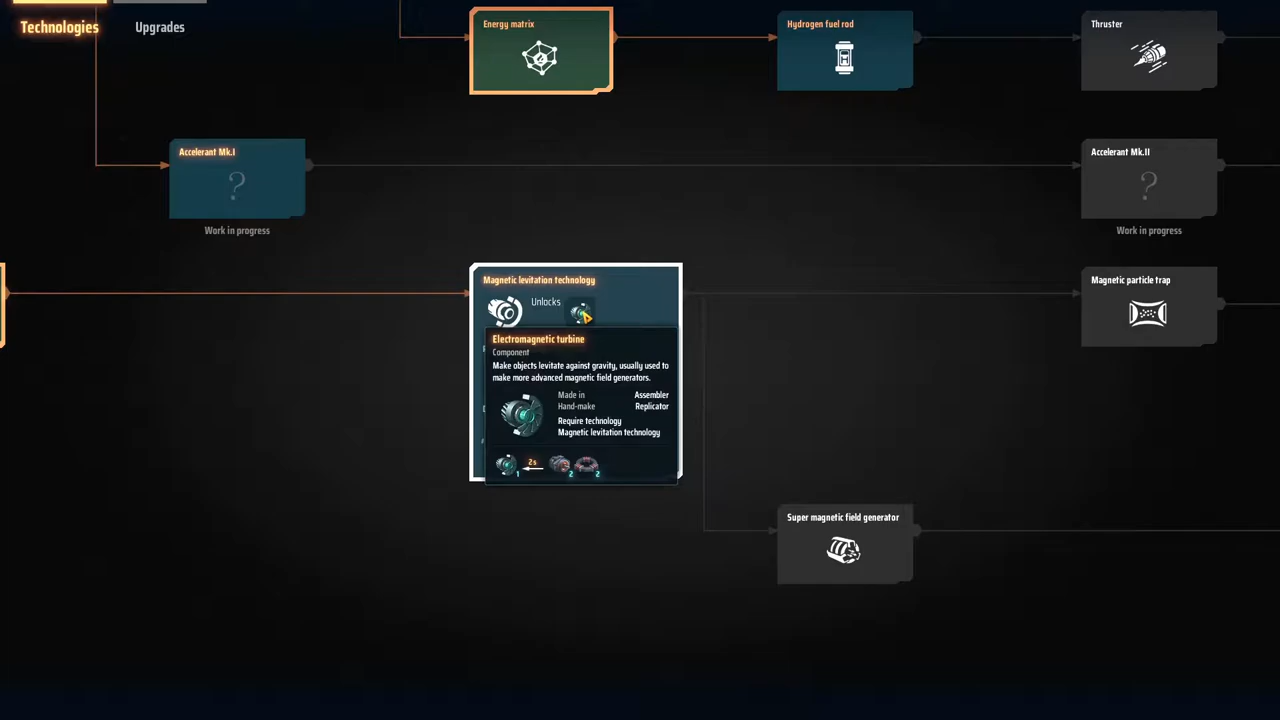 Technologies
Upgrades
Energy matrix
Hydrogen fuel rod
Thruster
Accelerant Mk.I
?
Work in progress
Accelerant Mk.II
?
Work in progress
Magnetic levitation technology
Unlocks
Electromagnetic turbine
Component
Make objects levitate against gravity, usually used to
make more advanced magnetic field generators.
Made in Assembler
Hand-make Replicator
Require technology
Magnetic levitation technology
1 2s 2 2
Magnetic particle trap
Super magnetic field generator